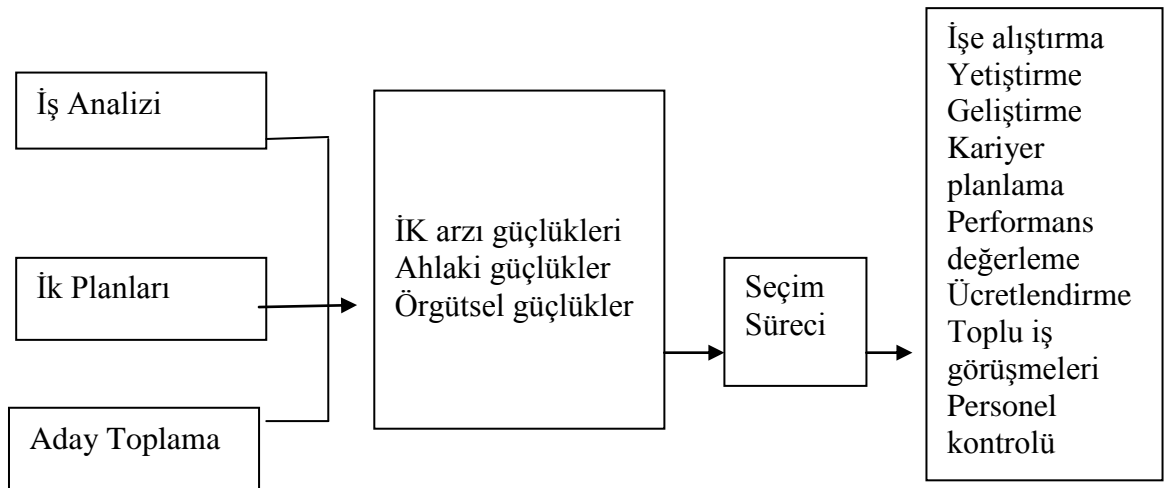 İş Analizi
İk Planları
Aday Toplama
İK arzı güçlükleri
Ahlaki güçlükler
Örgütsel güçlükler
Seçim
Süreci
İşe alıştırma
Yetiştirme
Geliştirme
Kariyer
planlama
Performans
değerleme
Ücretlendirme
Toplu iş
görüşmeleri
Personel
kontrolü